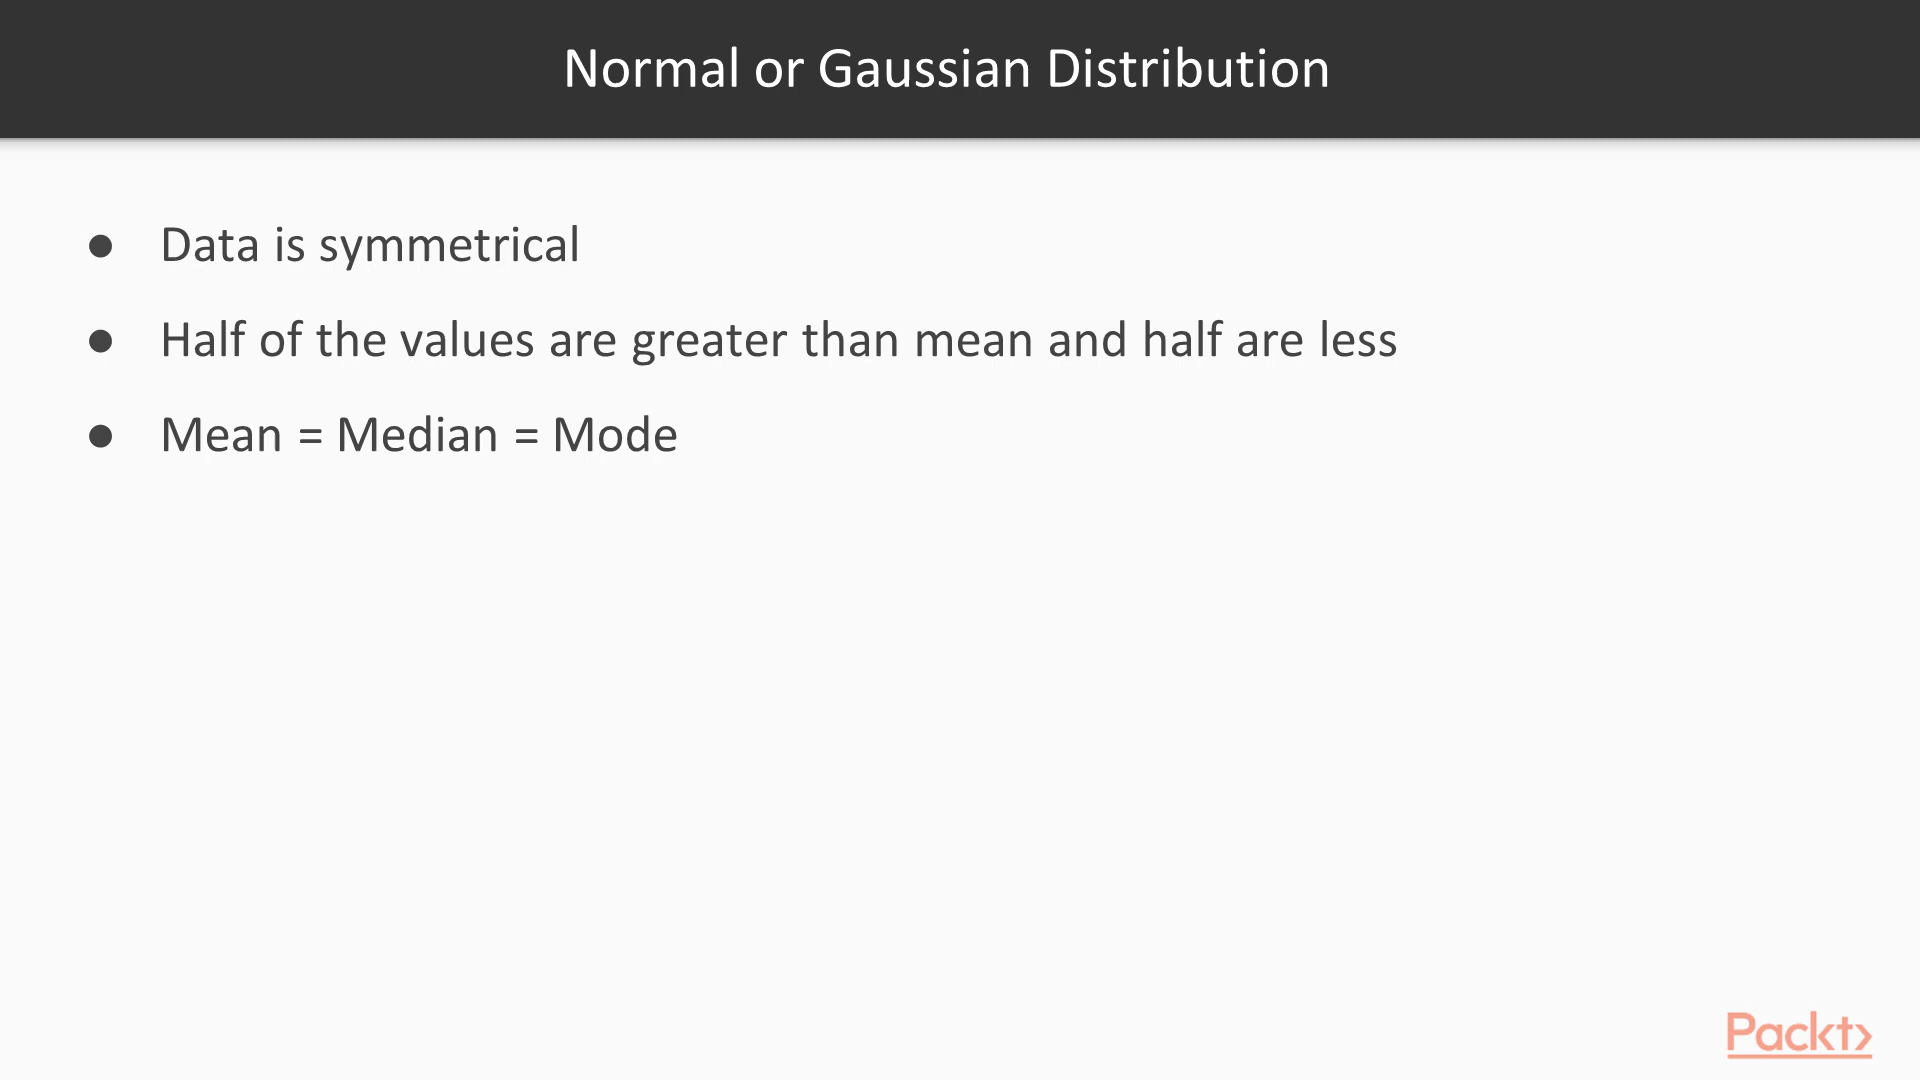 Normal or Gaussian Distribution
● Data is symmetrical
● Half of the values are greater than mean and half are less
● Mean = Median = Mode
Packt>